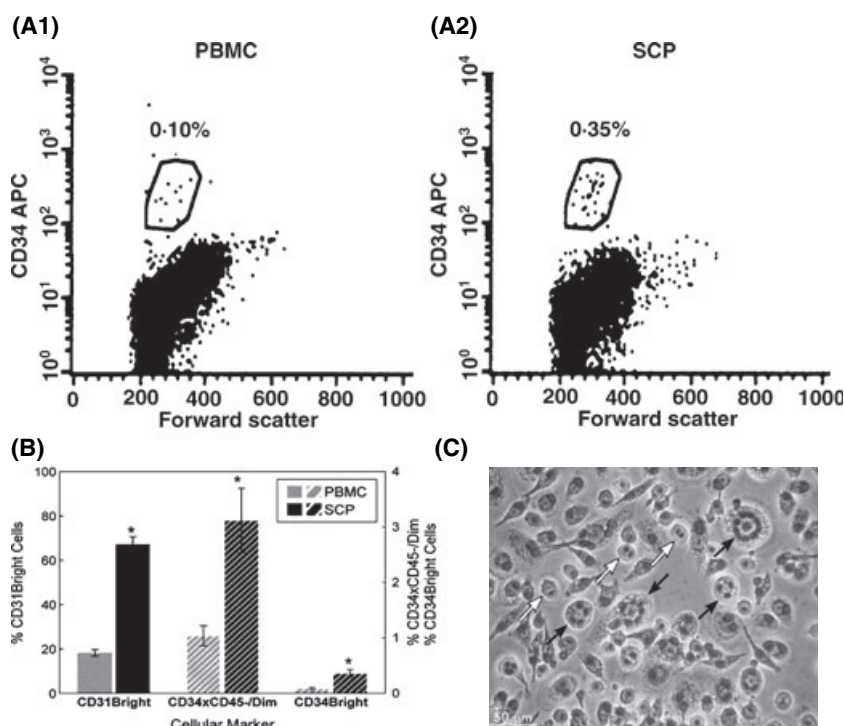 (A1)
PBMC
(A2)
SCP
10⁴
10³
10²
10¹
10⁰
CD34 APC
0·10%
0 200 400 600 800 1000
Forward scatter
10⁴
10³
10²
10¹
10⁰
CD34 APC
0·35%
0 200 400 600 800 1000
Forward scatter
(B)
100
80
60
40
20
0
% CD31Bright Cells
PBMC
SCP
*
*
*
4
3
2
1
0
% CD34xCD45-/Dim
% CD34Bright Cells
CD31Bright CD34xCD45-/Dim CD34Bright
Cellular Marker
(C)
50 µm